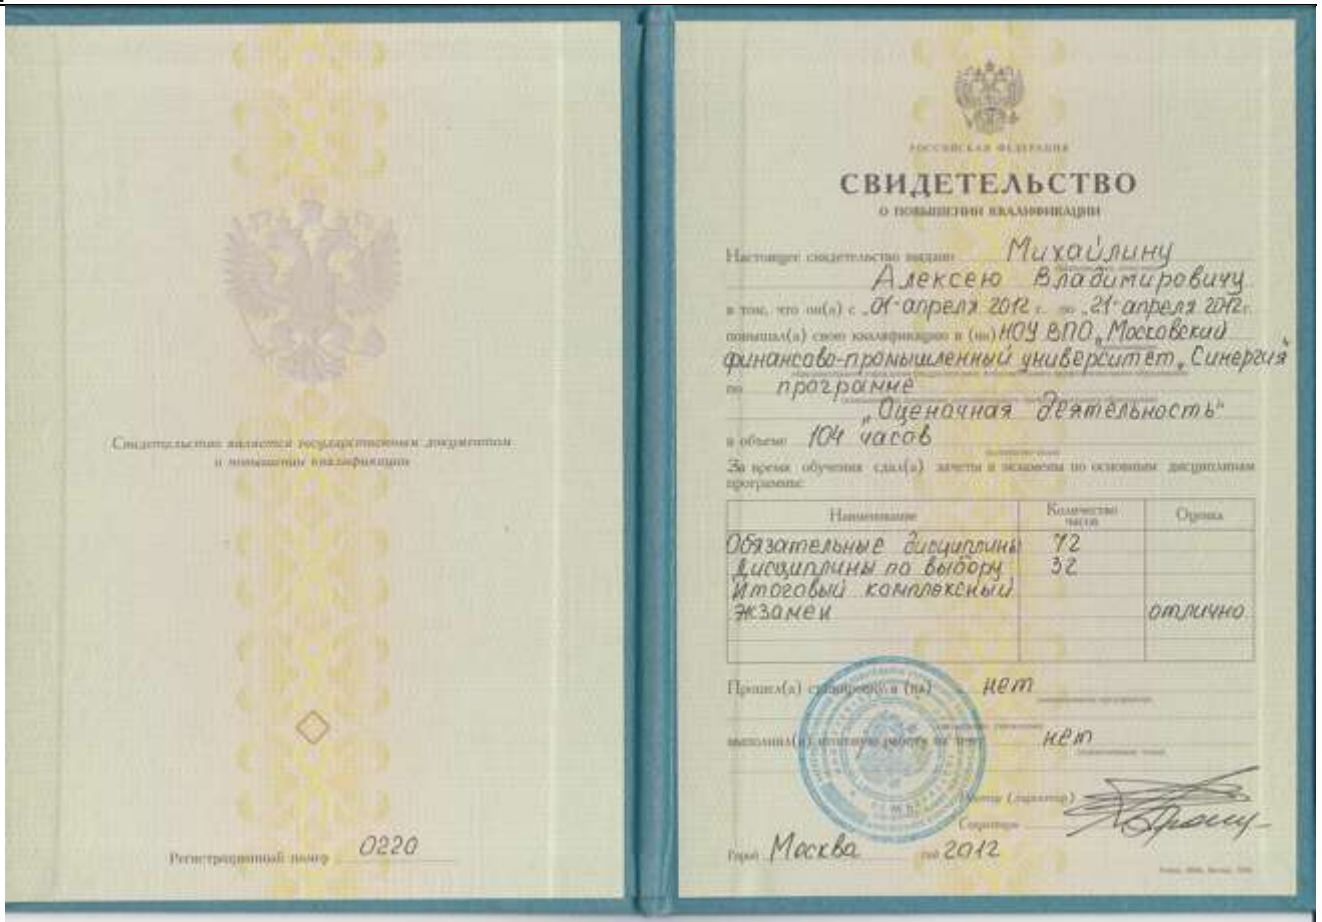 Свидетельство является государственным документом
о повышении квалификации
Регистрационный номер 0220
РОССИЙСКАЯ ФЕДЕРАЦИЯ
СВИДЕТЕЛЬСТВО
О ПОВЫШЕНИИ КВАЛИФИКАЦИИ
Настоящее свидетельство выдано Михайлину
Алексею Владимировичу
в том, что он(а) с „01“ апреля 2012 г. по „21“ апреля 2012 г.
повышал(а) свою квалификацию в (на) НОУ ВПО „Московский
финансово-промышленный университет „Синергия“
по программе
„Оценочная деятельность“
в объеме 104 часов
За время обучения сдал(а) зачеты и экзамены по основным дисциплинам
программы:
Наименование Количество часов Оценка
Обязательные дисциплины 72
Дисциплины по выбору 32
Итоговый комплексный
экзамен отлично
Прошел(а) стажировку в (на) нет
выполнил(а) итоговую работу на тему нет
М.П.
Ректор (директор)
Секретарь
Город Москва год 2012